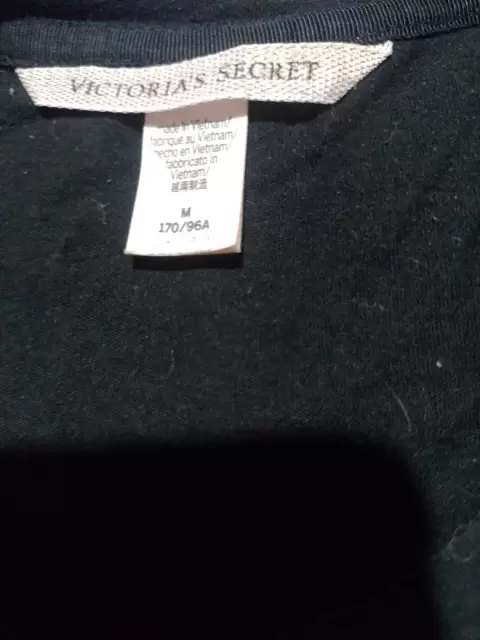 VICTORIA'S SECRET
Made in Vietnam/
fabriqué au Vietnam/
hecho en Vietnam/
fabbricato in
Vietnam/
越南制造
M
170/96A